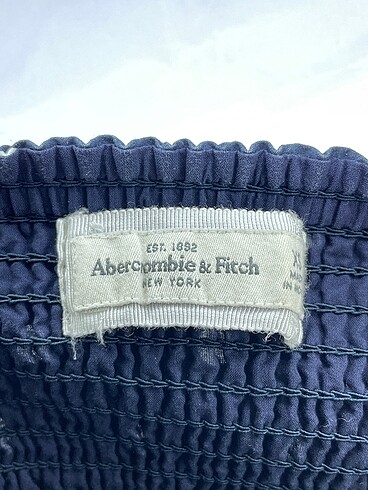 EST. 1892
Abercrombie & Fitch
NEW YORK